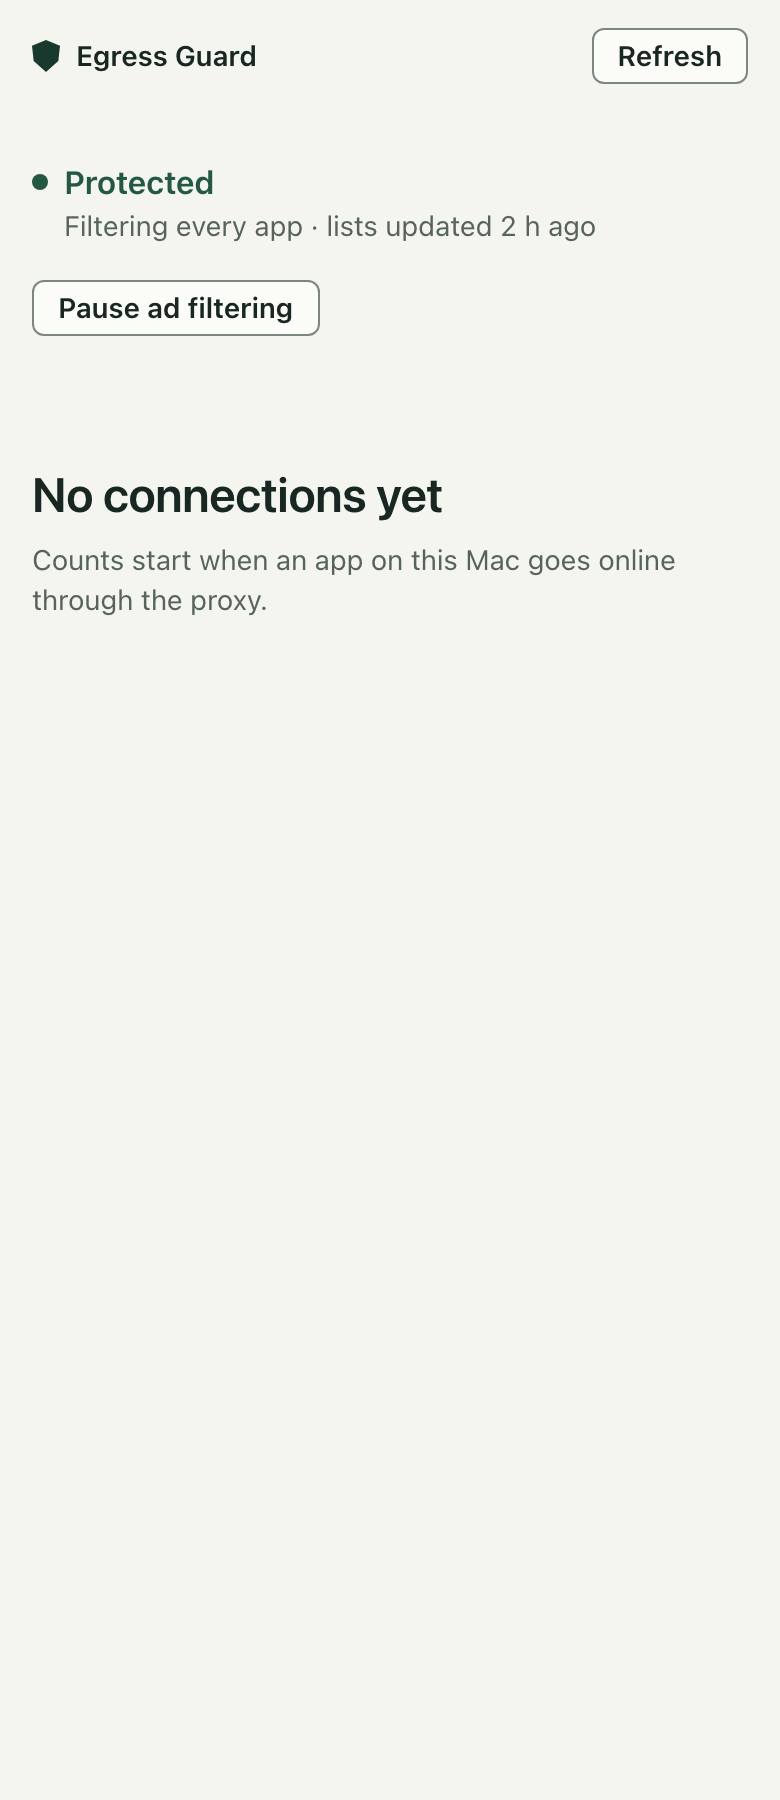 Egress Guard
Refresh
Protected
Filtering every app · lists updated 2 h ago
Pause ad filtering
No connections yet
Counts start when an app on this Mac goes online
through the proxy.